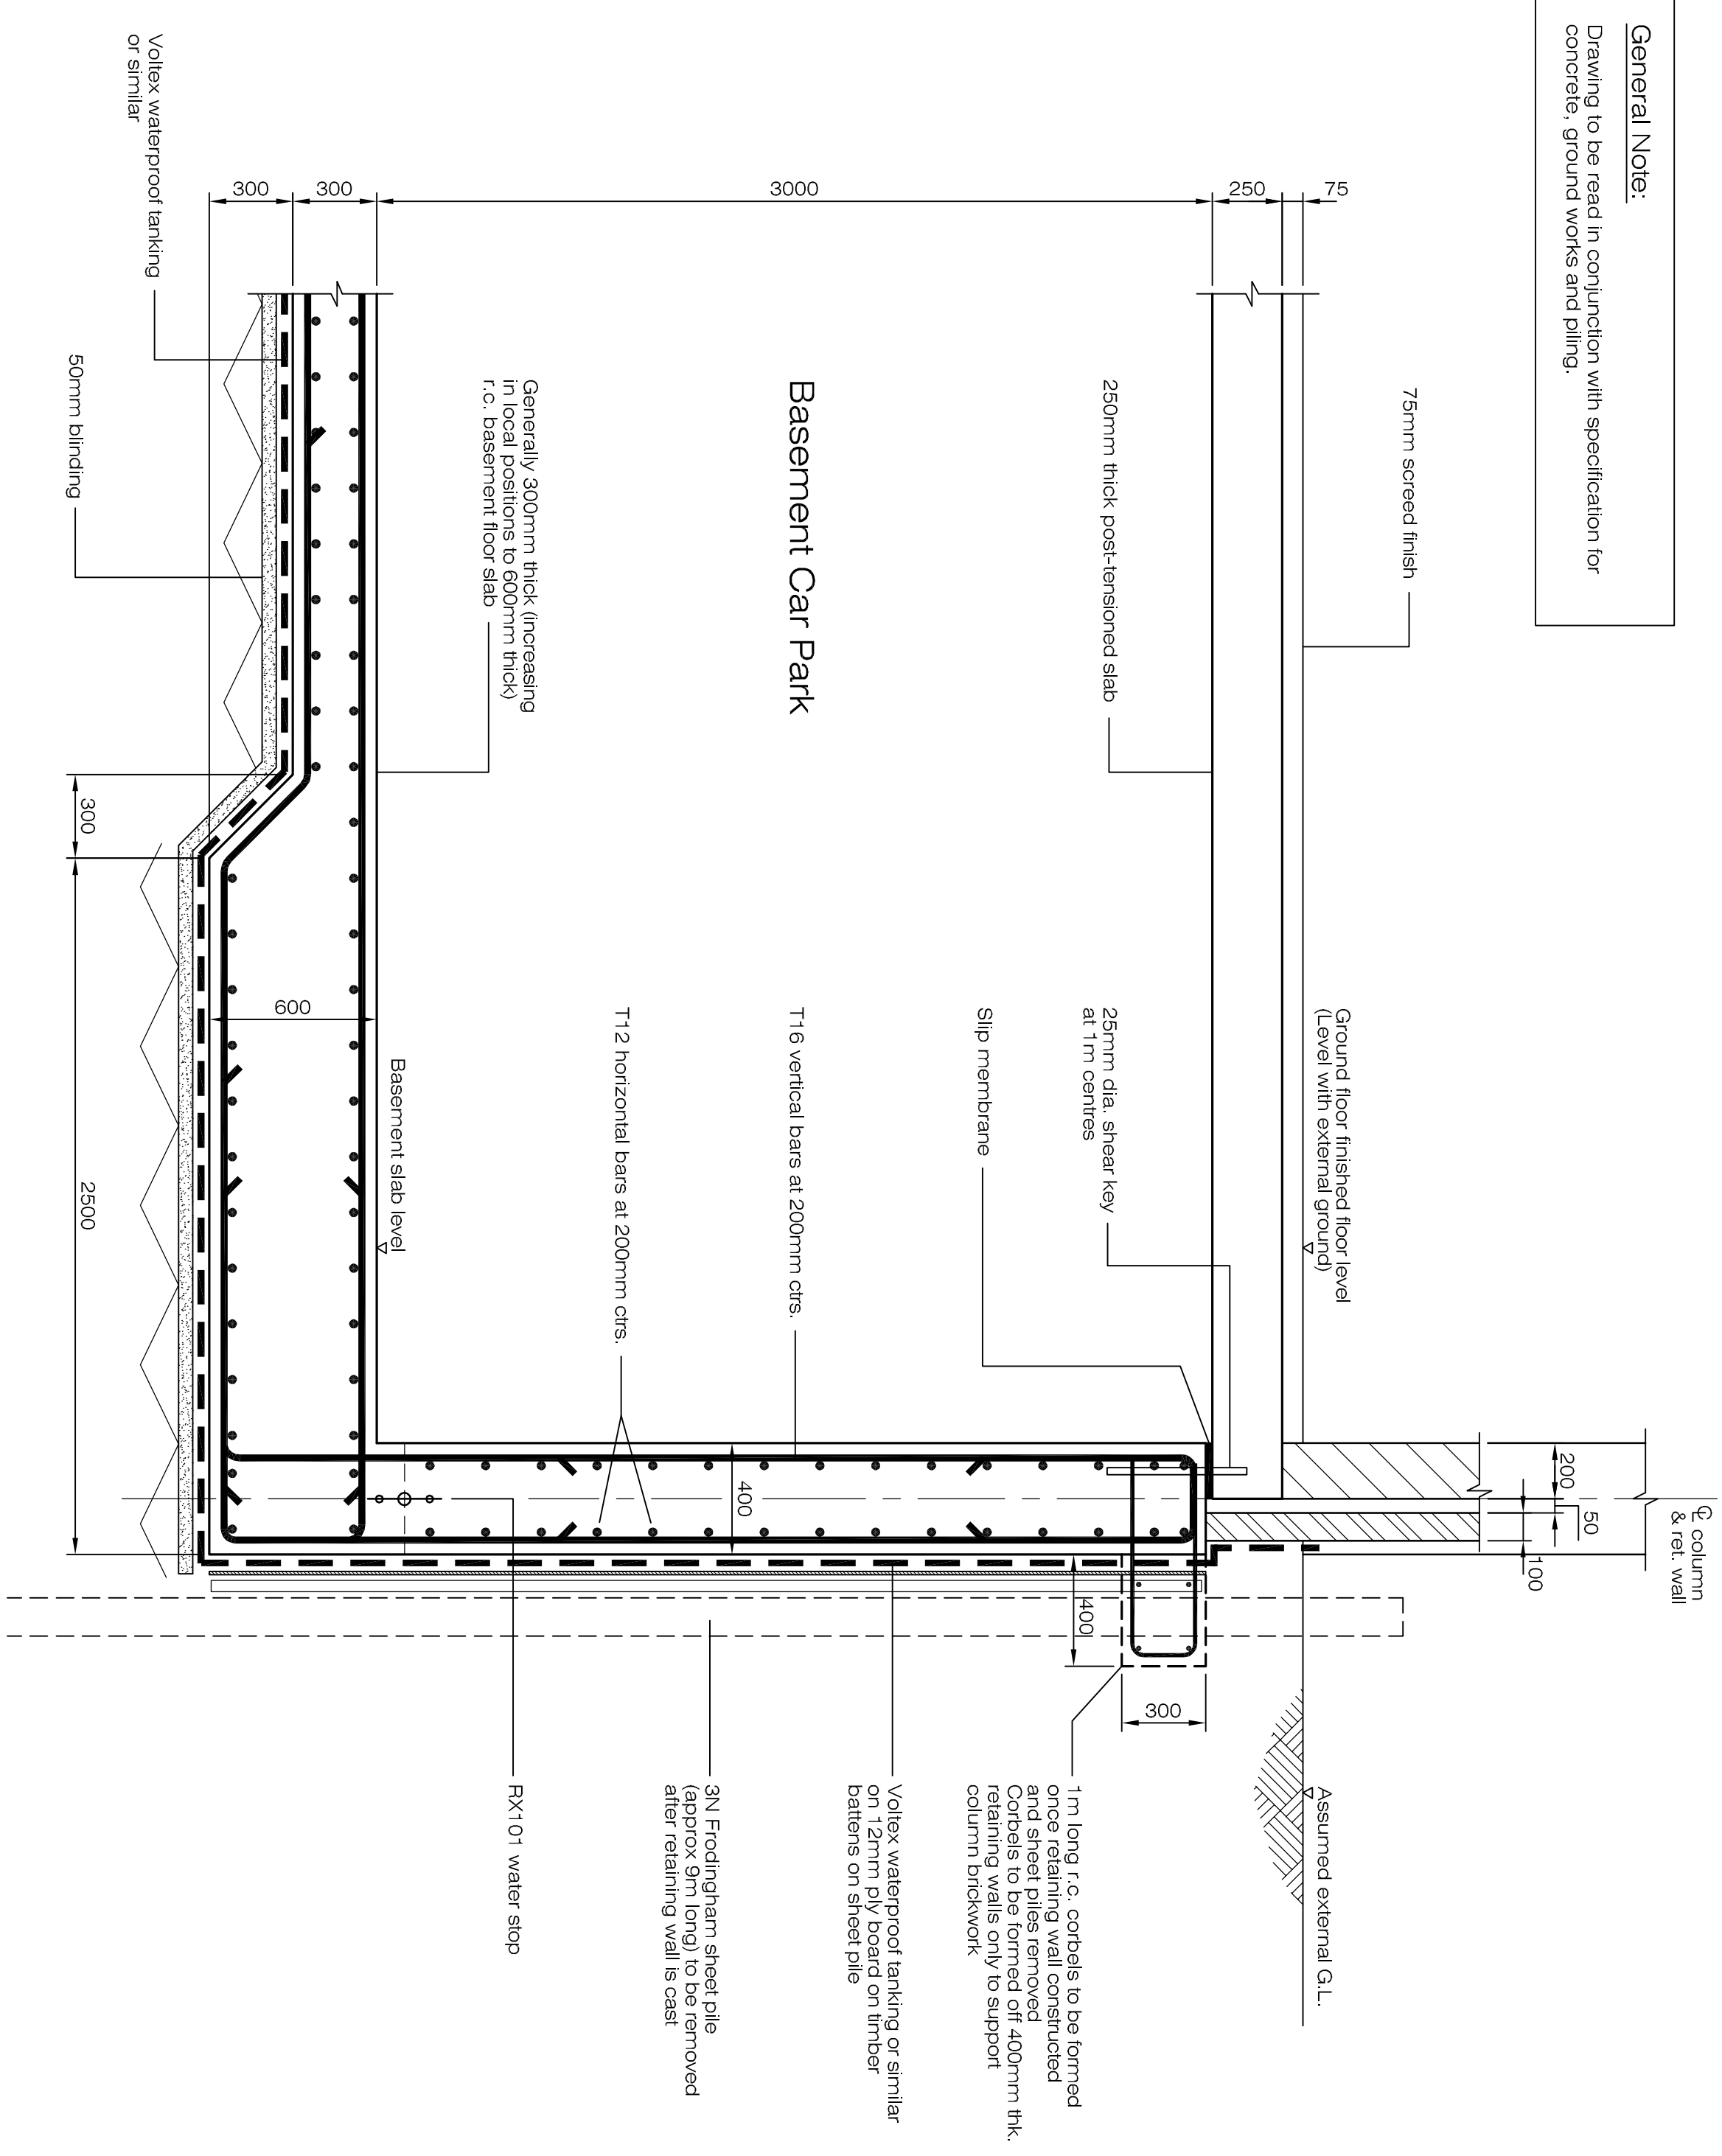 General Note:
Drawing to be read in conjunction with specification for
concrete, ground works and piling.
75mm screed finish
250mm thick post-tensioned slab
Basement Car Park
Generally 300mm thick (increasing
in local positions to 600mm thick)
r.c. basement floor slab
Voltex waterproof tanking
or similar
50mm blinding
75
250
3000
300
300
Ground floor finished floor level
(Level with external ground)
25mm dia. shear key
at 1m centres
Slip membrane
T16 vertical bars at 200mm ctrs.
T12 horizontal bars at 200mm ctrs.
Basement slab level
600
300
2500
℄ column
& ret. wall
200
50
100
400
400
300
Assumed external G.L.
1m long r.c. corbels to be formed
once retaining wall constructed
and sheet piles removed
Corbels to be formed off 400mm thk.
retaining walls only to support
column brickwork
Voltex waterproof tanking or similar
on 12mm ply board on timber
battens on sheet pile
3N Frodingham sheet pile
(approx 9m long) to be removed
after retaining wall is cast
RX101 water stop